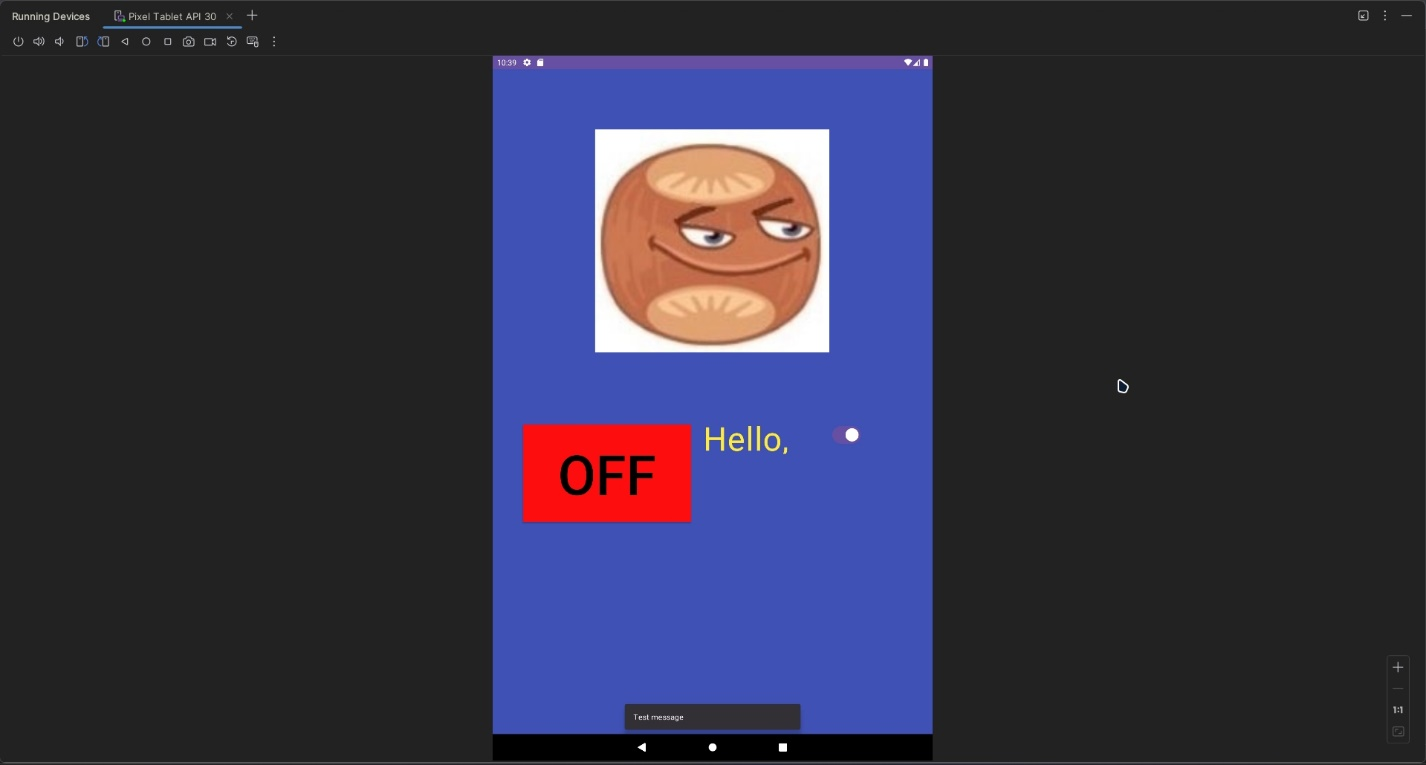 Running Devices
Pixel Tablet API 30
10:39
Hello,
OFF
Test message
1:1